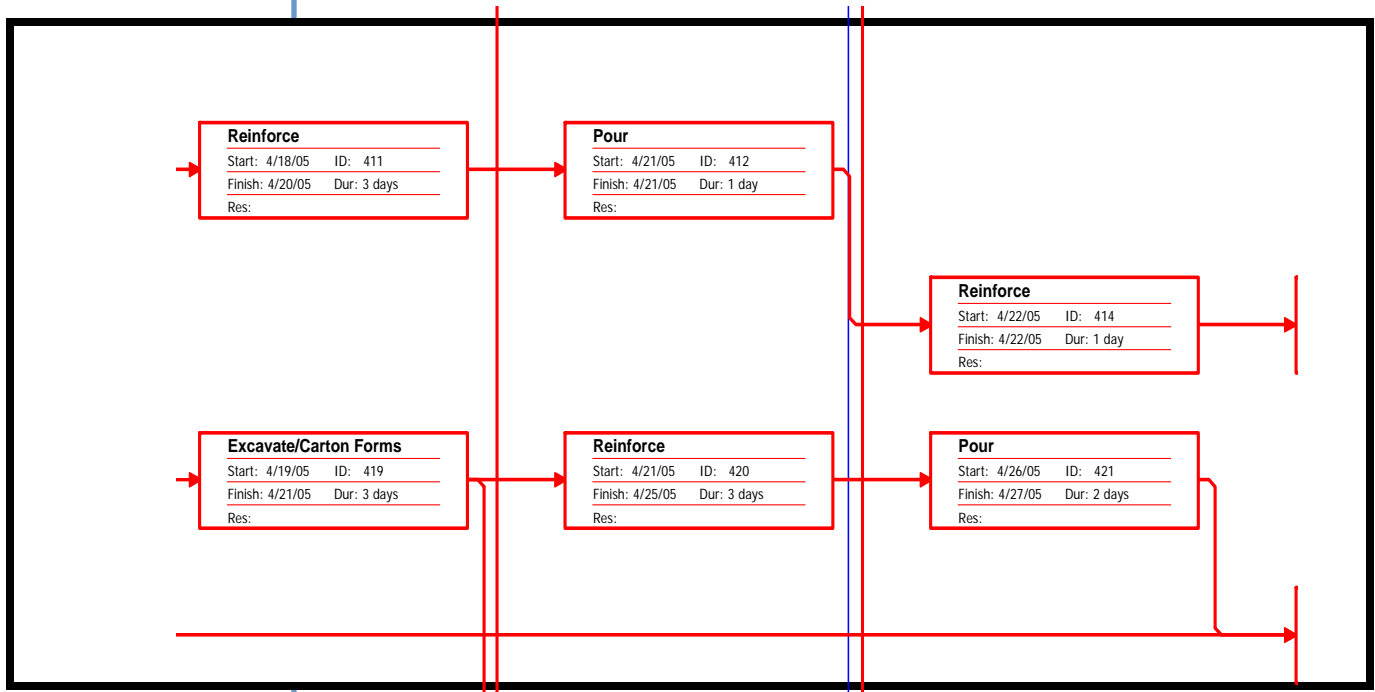 Reinforce
Start: 4/18/05 ID: 411
Finish: 4/20/05 Dur: 3 days
Res:
Pour
Start: 4/21/05 ID: 412
Finish: 4/21/05 Dur: 1 day
Res:
Reinforce
Start: 4/22/05 ID: 414
Finish: 4/22/05 Dur: 1 day
Res:
Excavate/Carton Forms
Start: 4/19/05 ID: 419
Finish: 4/21/05 Dur: 3 days
Res:
Reinforce
Start: 4/21/05 ID: 420
Finish: 4/25/05 Dur: 3 days
Res:
Pour
Start: 4/26/05 ID: 421
Finish: 4/27/05 Dur: 2 days
Res: